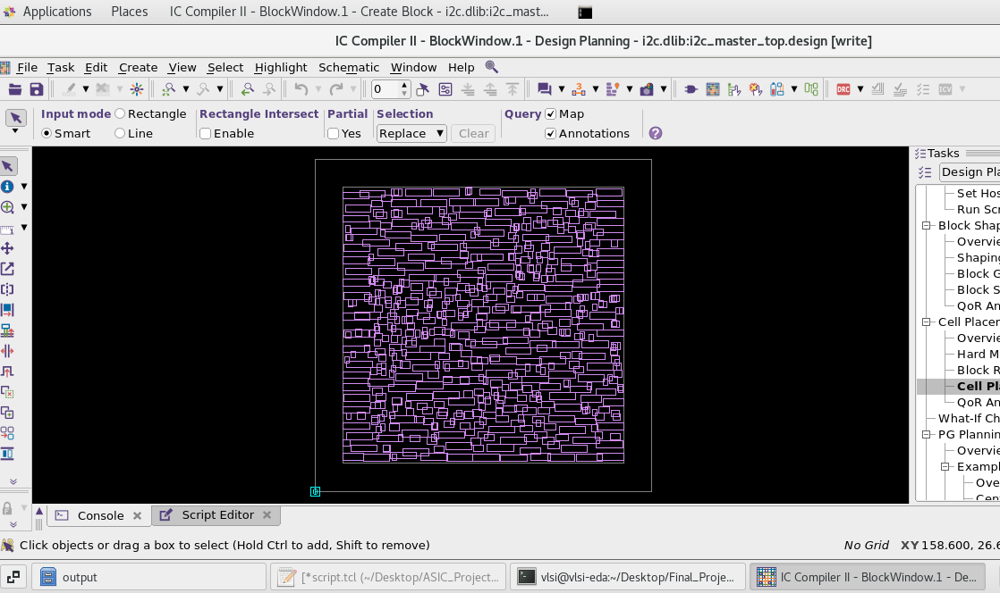 Applications Places IC Compiler II - BlockWindow.1 - Create Block - i2c.dlib:i2c_mast...
IC Compiler II - BlockWindow.1 - Design Planning - i2c.dlib:i2c_master_top.design [write]
File Task Edit Create View Select Highlight Schematic Window Help
0 DRC ICV
Input mode Rectangle Rectangle Intersect Partial Selection Query Map
Smart Line Enable Yes Replace Clear Annotations
Tasks
Design Pla
Set Hos
Run Scr
Block Shap
Overvie
Shaping
Block G
Block S
QoR An
Cell Placer
Overvie
Hard M
Block R
Cell Pl
QoR An
What-If Ch
PG Plannin
Overvie
Exampl
Ove
Cen
Console Script Editor
Click objects or drag a box to select (Hold Ctrl to add, Shift to remove) No Grid XY 158.600, 26.6
output [*script.tcl (~/Desktop/ASIC_Project... vlsi@vlsi-eda:~/Desktop/Final_Proje... IC Compiler II - BlockWindow.1 - De...